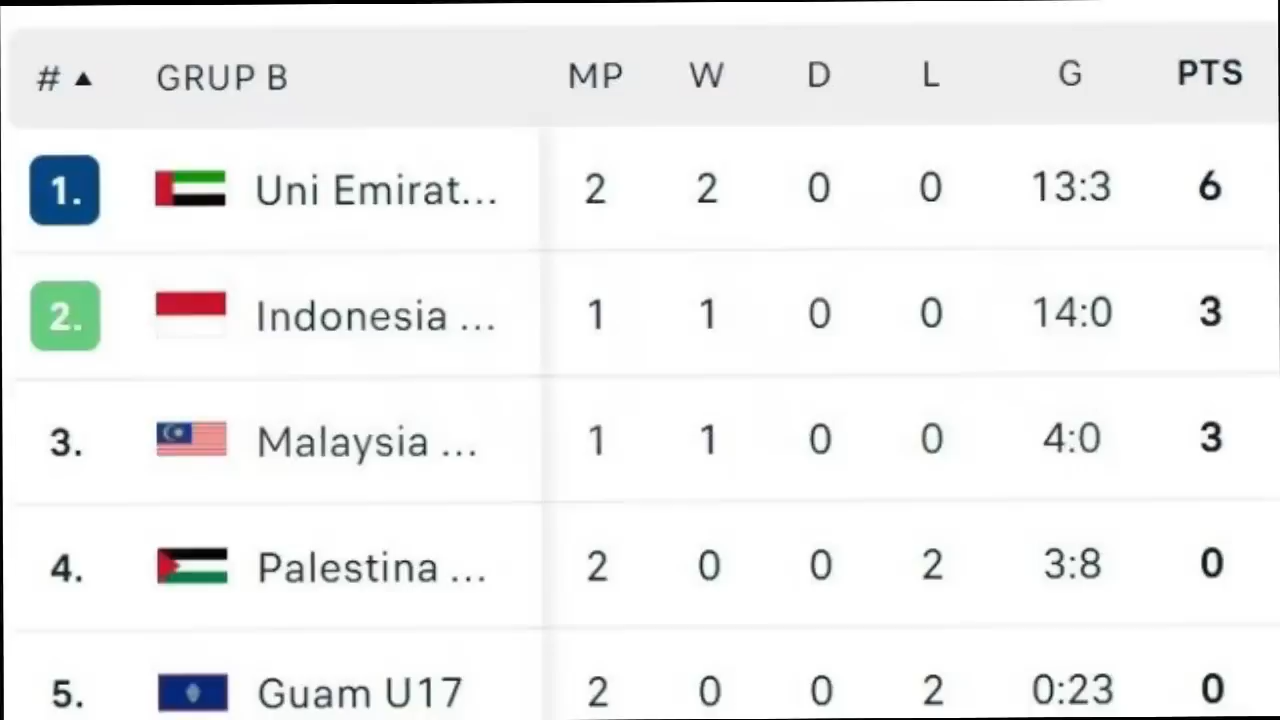 # ▲ GRUP B MP W D L G PTS
1. Uni Emirat... 2 2 0 0 13:3 6
2. Indonesia ... 1 1 0 0 14:0 3
3. Malaysia ... 1 1 0 0 4:0 3
4. Palestina ... 2 0 0 2 3:8 0
5. Guam U17 2 0 0 2 0:23 0